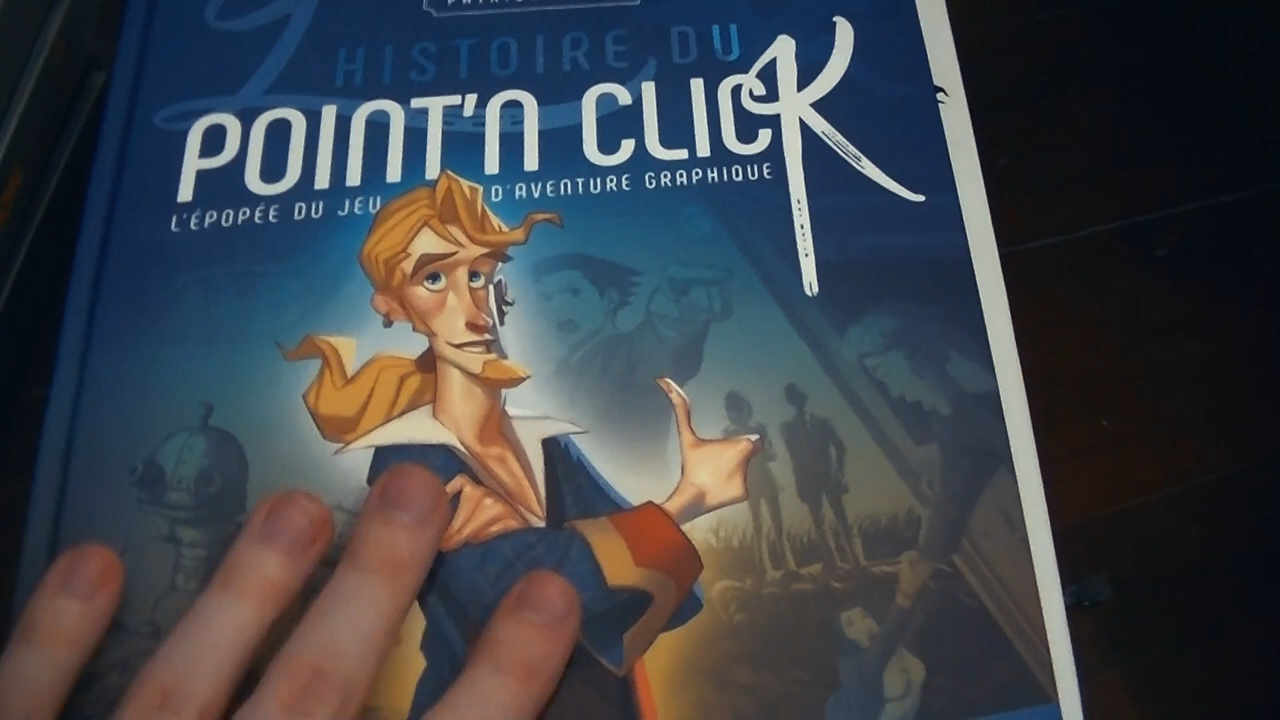 HISTOIRE DU
POINT'N CLICK
L'ÉPOPÉE DU JEU D'AVENTURE GRAPHIQUE